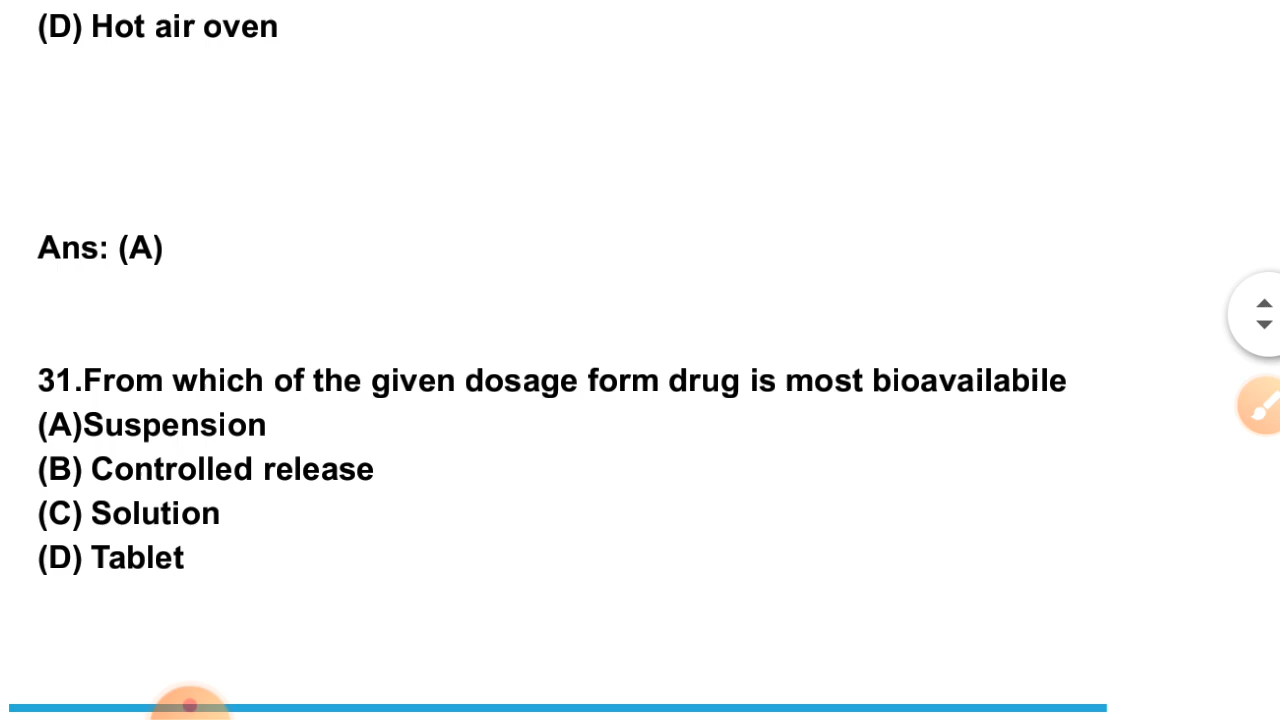 (D) Hot air oven
Ans: (A)
31.From which of the given dosage form drug is most bioavailabile
(A)Suspension
(B) Controlled release
(C) Solution
(D) Tablet